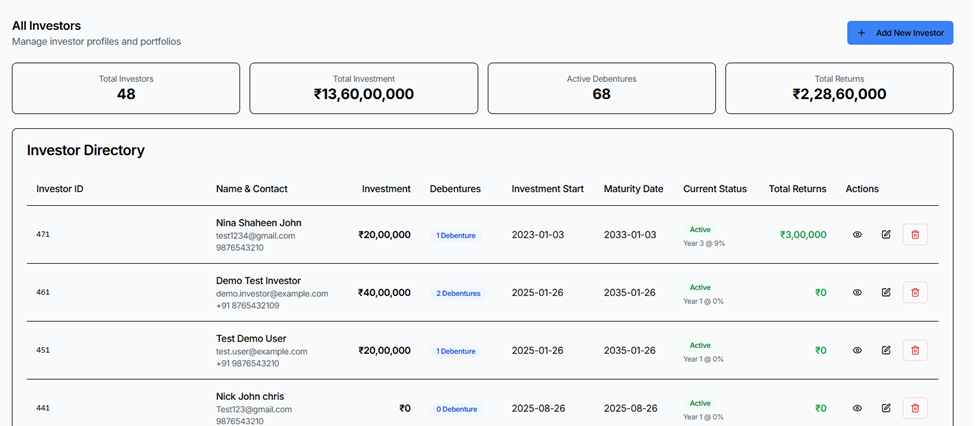 All Investors
Manage investor profiles and portfolios
+ Add New Investor
Total Investors
48
Total Investment
₹13,60,00,000
Active Debentures
68
Total Returns
₹2,28,60,000
Investor Directory
Investor ID Name & Contact Investment Debentures Investment Start Maturity Date Current Status Total Returns Actions
471
Nina Shaheen John
test1234@gmail.com
9876543210
₹20,00,000
1 Debenture
2023-01-03
2033-01-03
Active
Year 3 @ 9%
₹3,00,000
461
Demo Test Investor
demo.investor@example.com
+91 8765432109
₹40,00,000
2 Debentures
2025-01-26
2035-01-26
Active
Year 1 @ 0%
₹0
451
Test Demo User
test.user@example.com
+91 9876543210
₹20,00,000
1 Debenture
2025-01-26
2035-01-26
Active
Year 1 @ 0%
₹0
441
Nick John chris
Test123@gmail.com
9876543210
₹0
0 Debenture
2025-08-26
2035-08-26
Active
Year 1 @ 0%
₹0